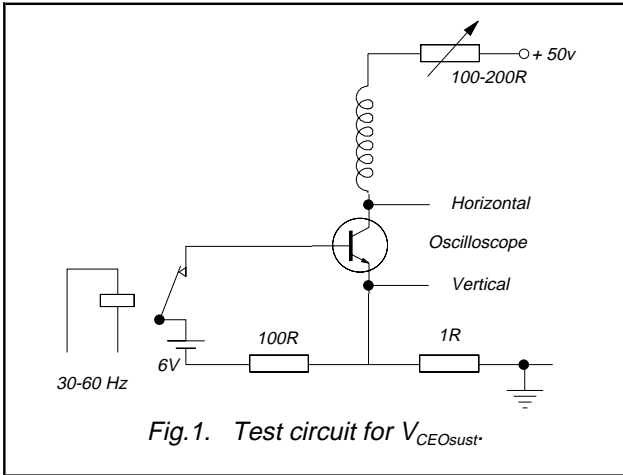 + 50v
100-200R
Horizontal
Oscilloscope
Vertical
100R
1R
6V
30-60 Hz
Fig.1. Test circuit for VCEOsust.